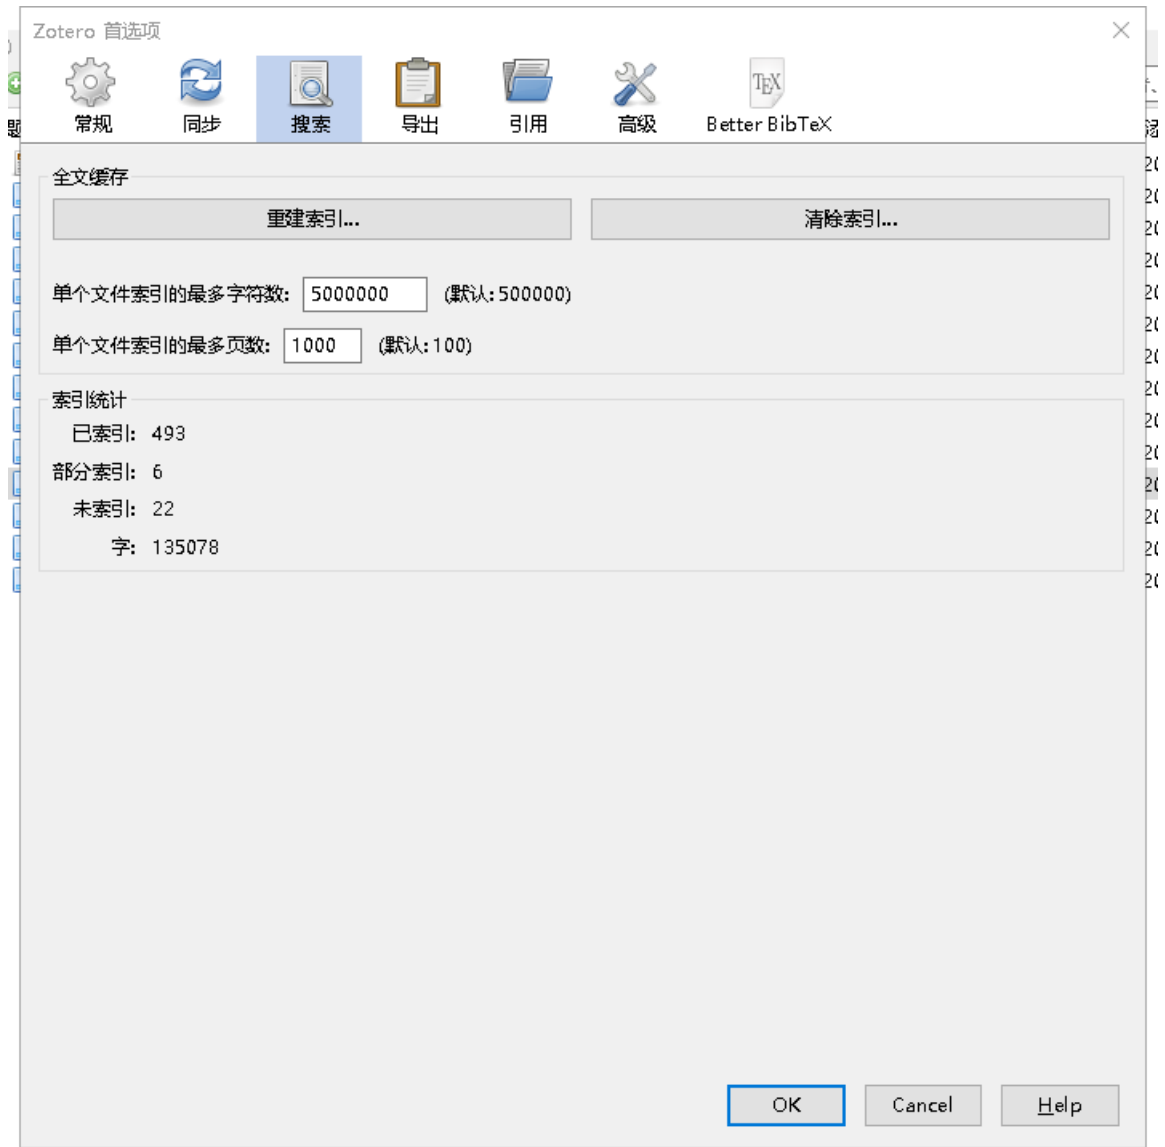 Zotero 首选项
常规 同步 搜索 导出 引用 高级 Better BibTeX
全文缓存
重建索引... 清除索引...
单个文件索引的最多字符数: 5000000 (默认:500000)
单个文件索引的最多页数: 1000 (默认:100)
索引统计
已索引: 493
部分索引: 6
未索引: 22
字: 135078
OK Cancel Help